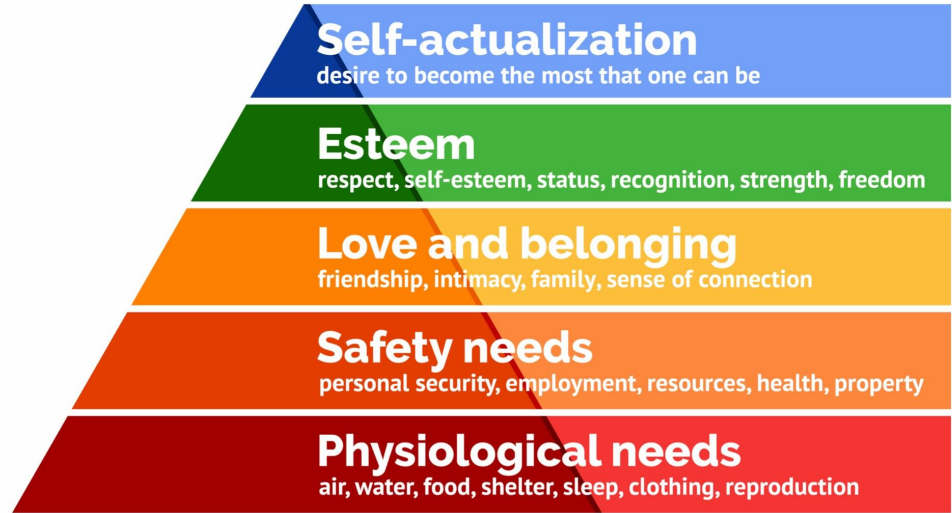 Self-actualization
desire to become the most that one can be
Esteem
respect, self-esteem, status, recognition, strength, freedom
Love and belonging
friendship, intimacy, family, sense of connection
Safety needs
personal security, employment, resources, health, property
Physiological needs
air, water, food, shelter, sleep, clothing, reproduction